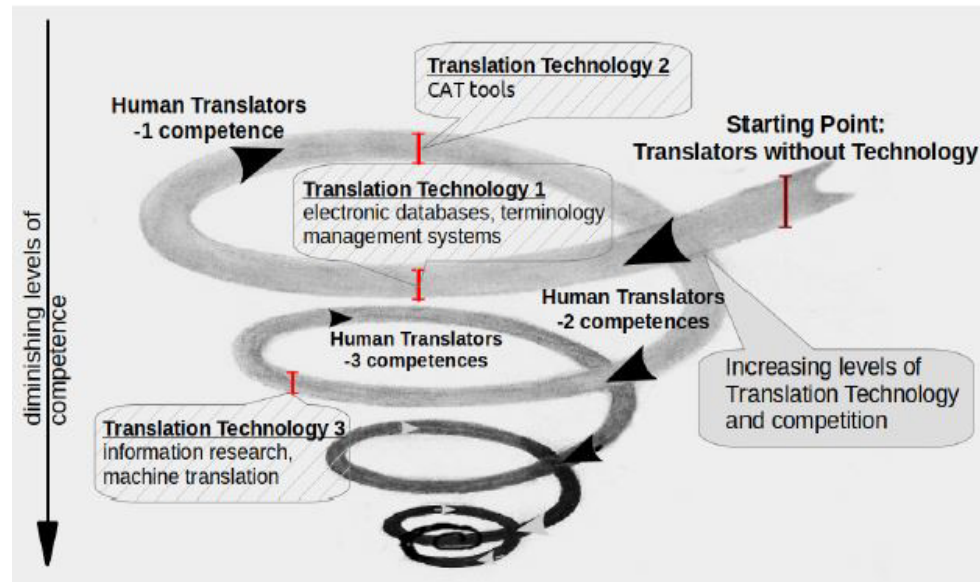 Translation Technology 2
CAT tools
Human Translators
-1 competence
Starting Point:
Translators without Technology
Translation Technology 1
electronic databases, terminology
management systems
Human Translators
-2 competences
Human Translators
-3 competences
Increasing levels of
Translation Technology
and competition
Translation Technology 3
information research,
machine translation
diminishing levels of
competence